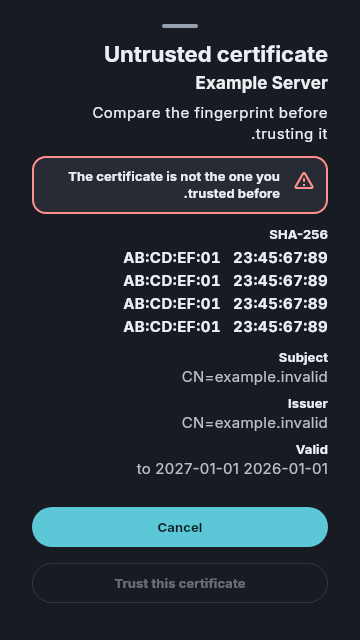 Untrusted certificate
Example Server
Compare the fingerprint before
.trusting it
The certificate is not the one you
.trusted before
SHA-256
AB:CD:EF:01 23:45:67:89
AB:CD:EF:01 23:45:67:89
AB:CD:EF:01 23:45:67:89
AB:CD:EF:01 23:45:67:89
Subject
CN=example.invalid
Issuer
CN=example.invalid
Valid
to 2027-01-01 2026-01-01
Cancel
Trust this certificate